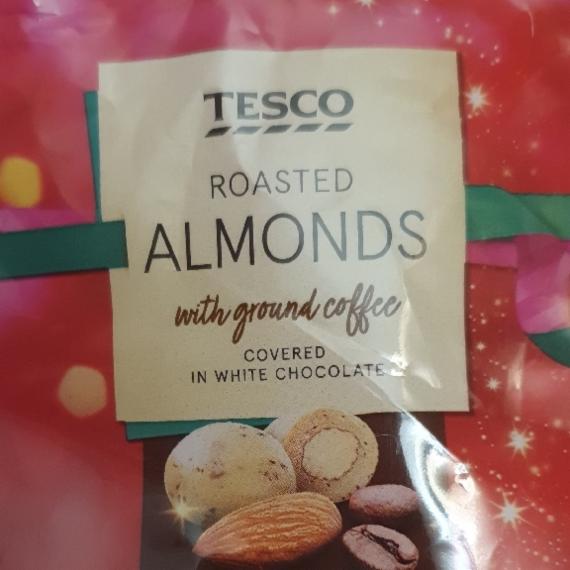 TESCO
ROASTED
ALMONDS
with ground coffee
COVERED
IN WHITE CHOCOLATE